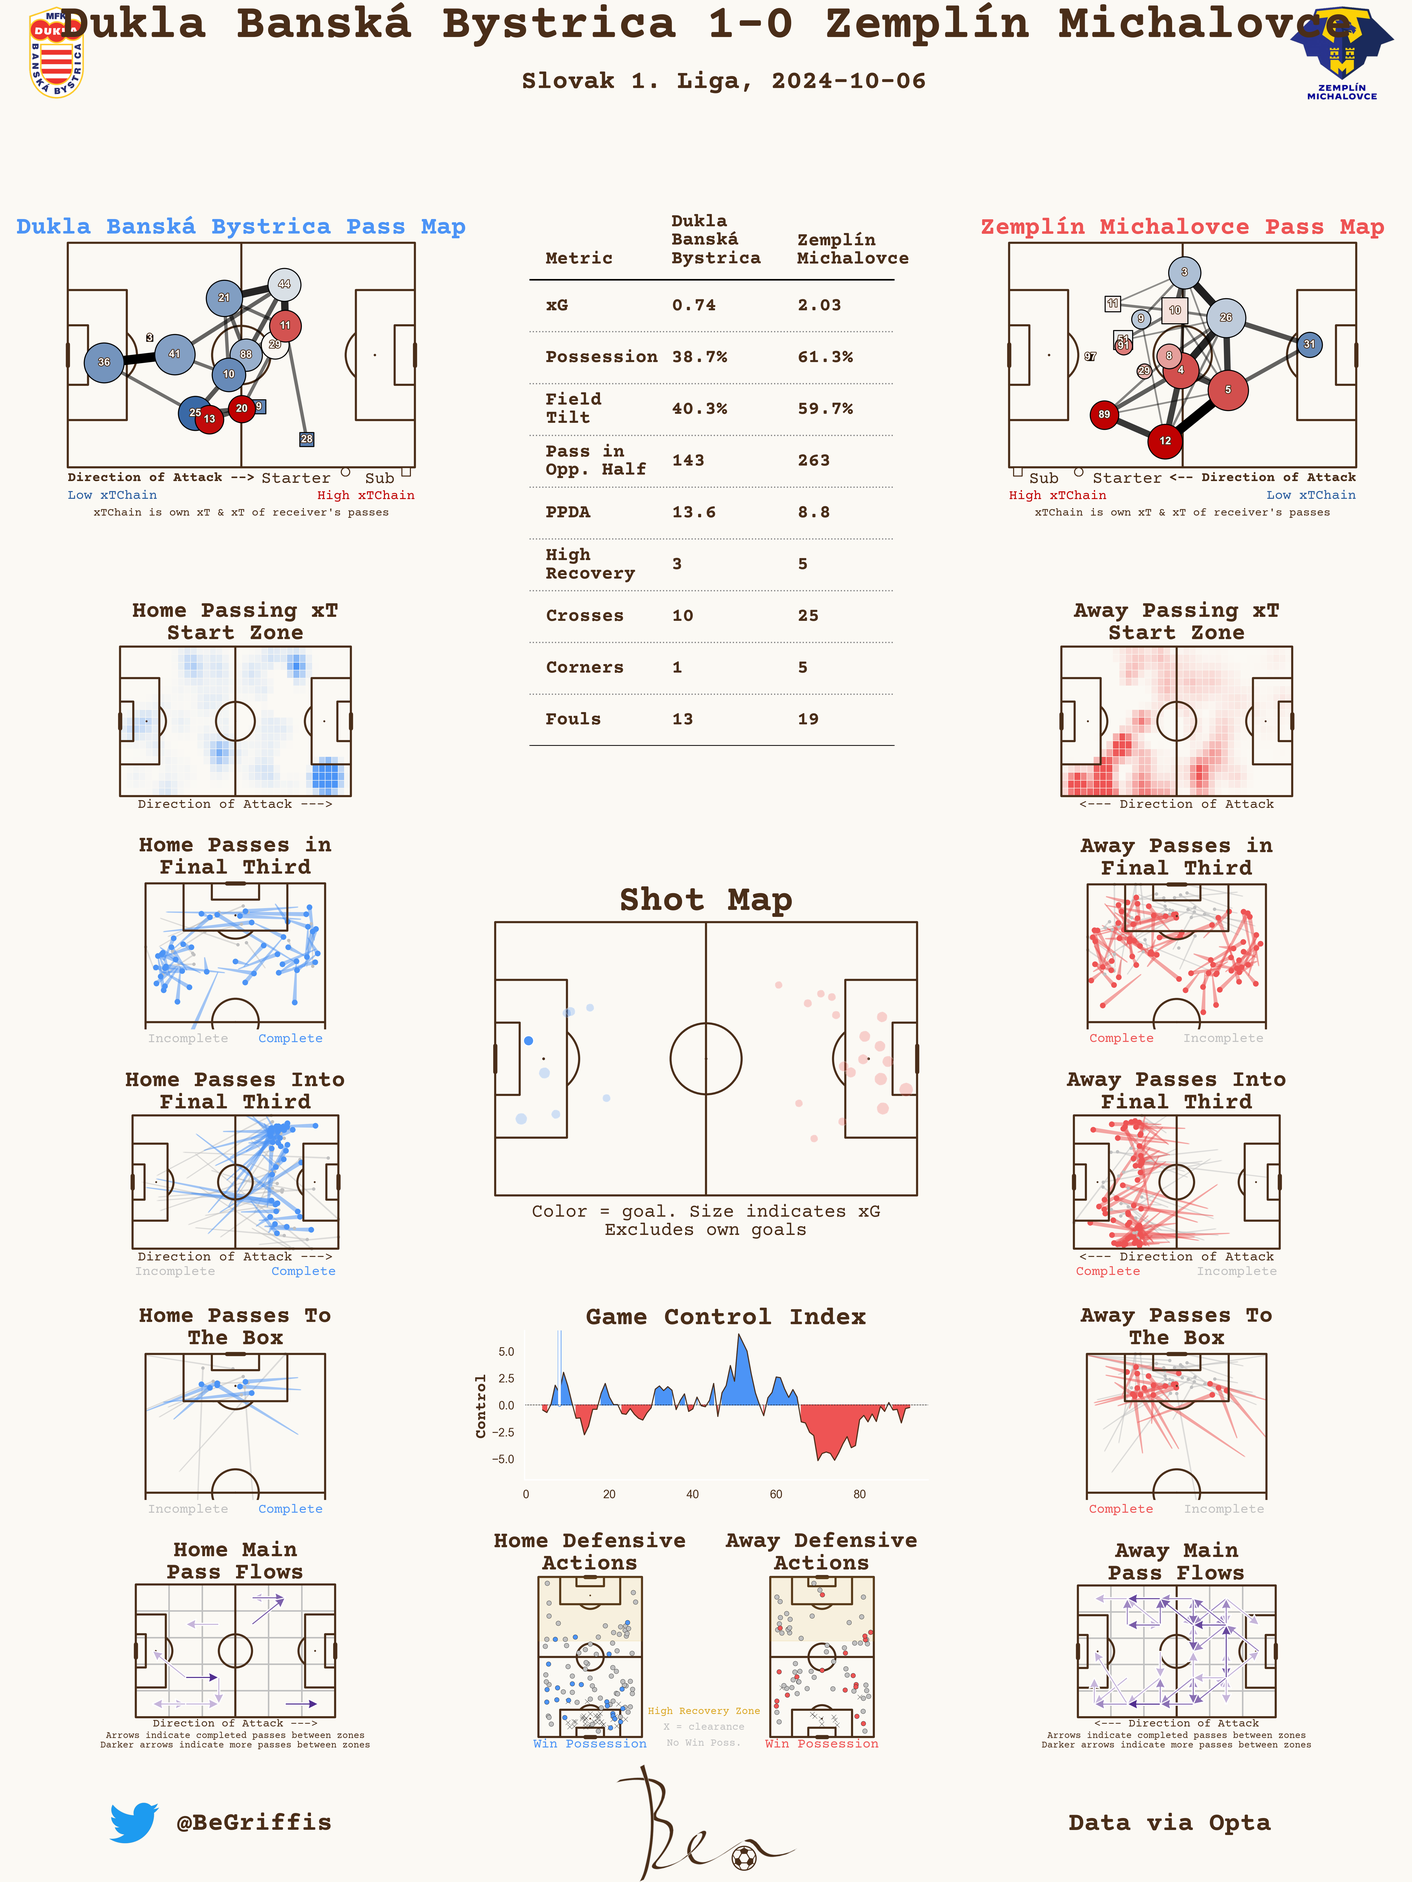 Dukla Banská Bystrica 1-0 Zemplín Michalovce
Slovak 1. Liga, 2024-10-06
MFK
DUKLA
BANSKÁ BYSTRICA
ZEMPLÍN
MICHALOVCE
Dukla Banská Bystrica Pass Map
36
3
41
21
44
11
29
88
10
25
13
20
9
28
Direction of Attack --> Starter Sub
Low xTChain High xTChain
xTChain is own xT & xT of receiver's passes
Metric Dukla Banská Bystrica Zemplín Michalovce
xG 0.74 2.03
Possession 38.7% 61.3%
Field Tilt 40.3% 59.7%
Pass in Opp. Half 143 263
PPDA 13.6 8.8
High Recovery 3 5
Crosses 10 25
Corners 1 5
Fouls 13 19
Zemplín Michalovce Pass Map
3
11
10
9
26
91
97
8
29
4
31
5
89
12
Sub Starter <-- Direction of Attack
High xTChain Low xTChain
xTChain is own xT & xT of receiver's passes
Home Passing xT
Start Zone
Direction of Attack --->
Away Passing xT
Start Zone
<--- Direction of Attack
Home Passes in
Final Third
Incomplete Complete
Away Passes in
Final Third
Complete Incomplete
Shot Map
Color = goal. Size indicates xG
Excludes own goals
Home Passes Into
Final Third
Direction of Attack --->
Incomplete Complete
Away Passes Into
Final Third
<--- Direction of Attack
Complete Incomplete
Home Passes To
The Box
Incomplete Complete
Game Control Index
Control
5.0
2.5
0.0
−2.5
−5.0
0 20 40 60 80
Away Passes To
The Box
Complete Incomplete
Home Main
Pass Flows
Direction of Attack --->
Arrows indicate completed passes between zones
Darker arrows indicate more passes between zones
Home Defensive
Actions
Win Possession
Away Defensive
Actions
Win Possession
High Recovery Zone
X = clearance
No Win Poss.
Away Main
Pass Flows
<--- Direction of Attack
Arrows indicate completed passes between zones
Darker arrows indicate more passes between zones
@BeGriffis
Ben
Data via Opta